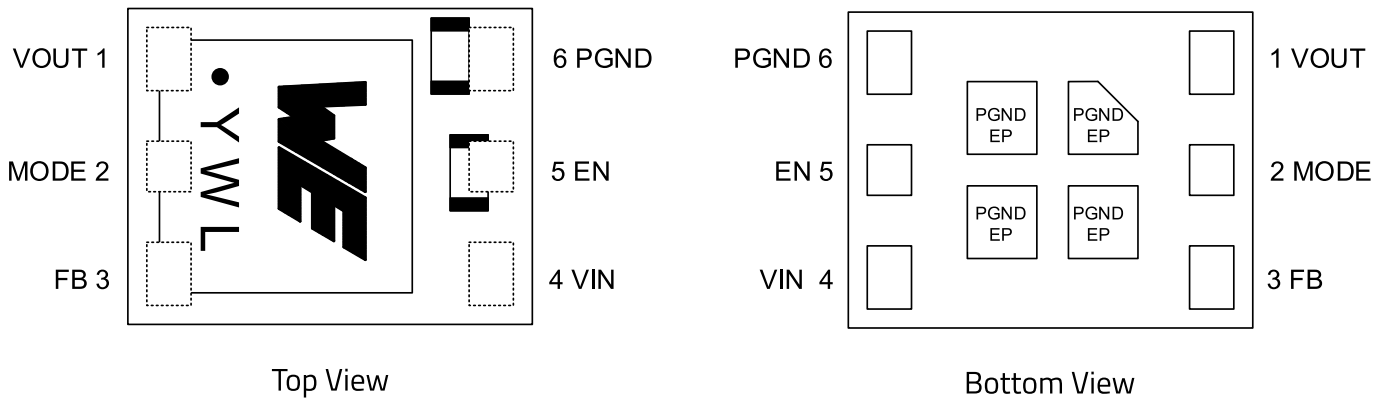 VOUT 1
6 PGND
MODE 2
5 EN
FB 3
4 VIN
Y W L
WE
Top View
PGND 6
1 VOUT
EN 5
2 MODE
VIN 4
3 FB
PGND
EP
PGND
EP
PGND
EP
PGND
EP
Bottom View